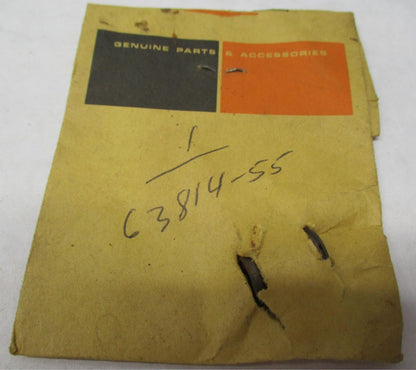 GENUINE PARTS & ACCESSORIES
1
63814-55